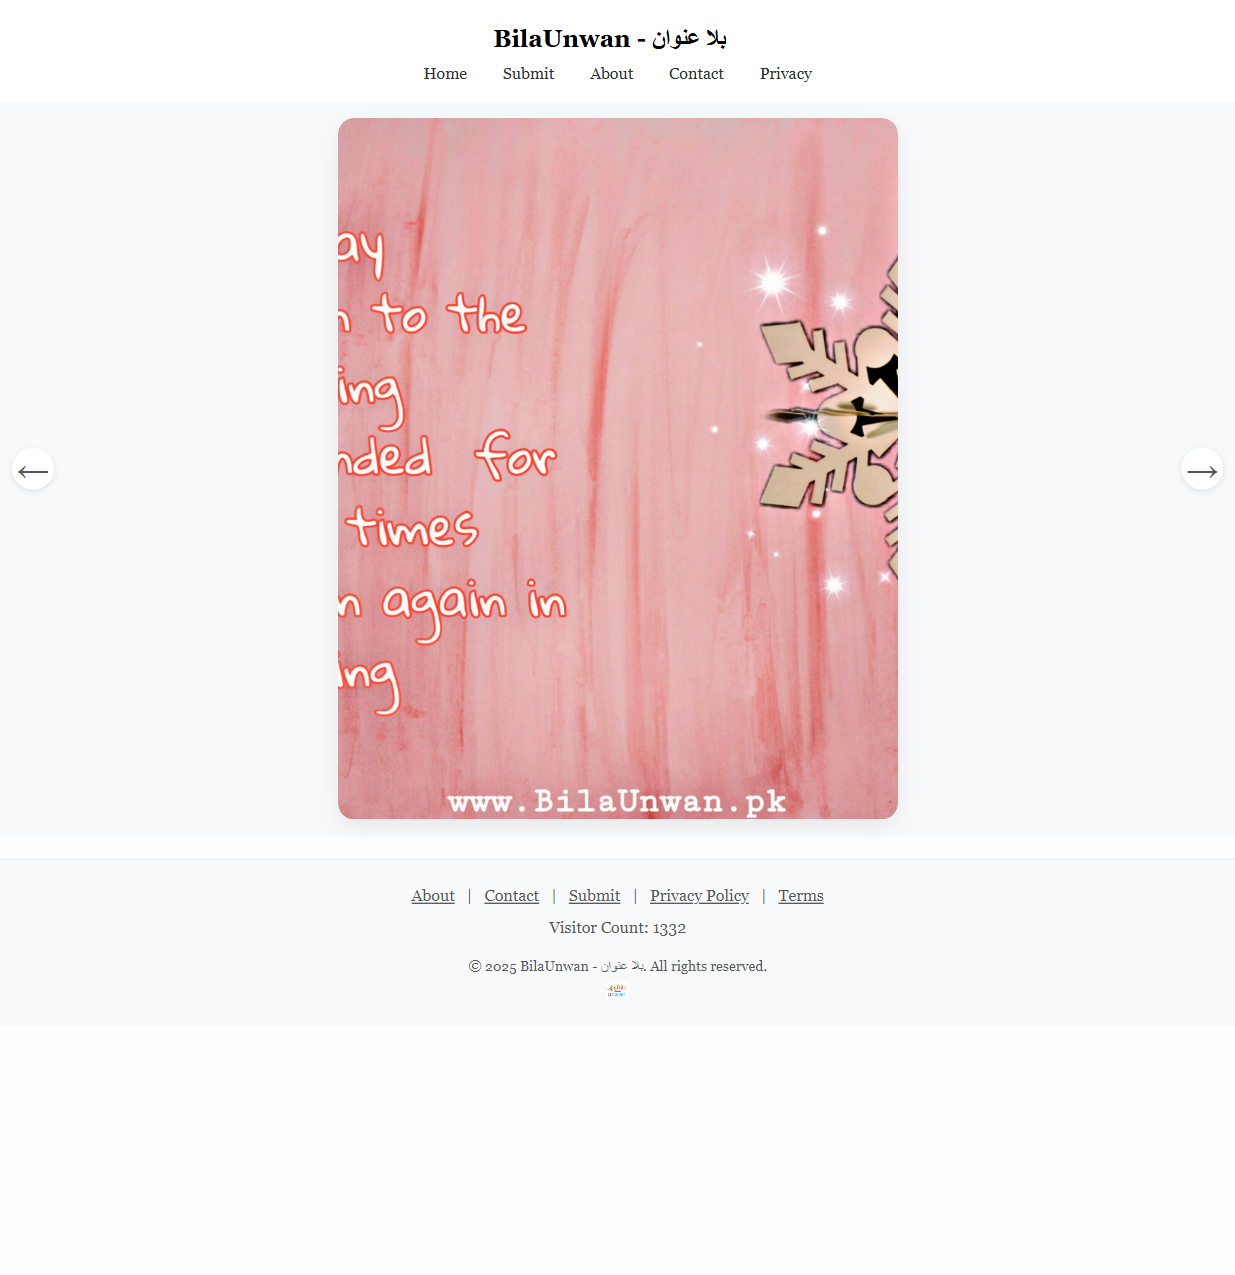 BilaUnwan - بلا عنوان
Home Submit About Contact Privacy
ay
n to the
ing
nded for
times
n again in
ing
www.BilaUnwan.pk
← →
About | Contact | Submit | Privacy Policy | Terms
Visitor Count: 1332
© 2025 BilaUnwan - بلا عنوان. All rights reserved.